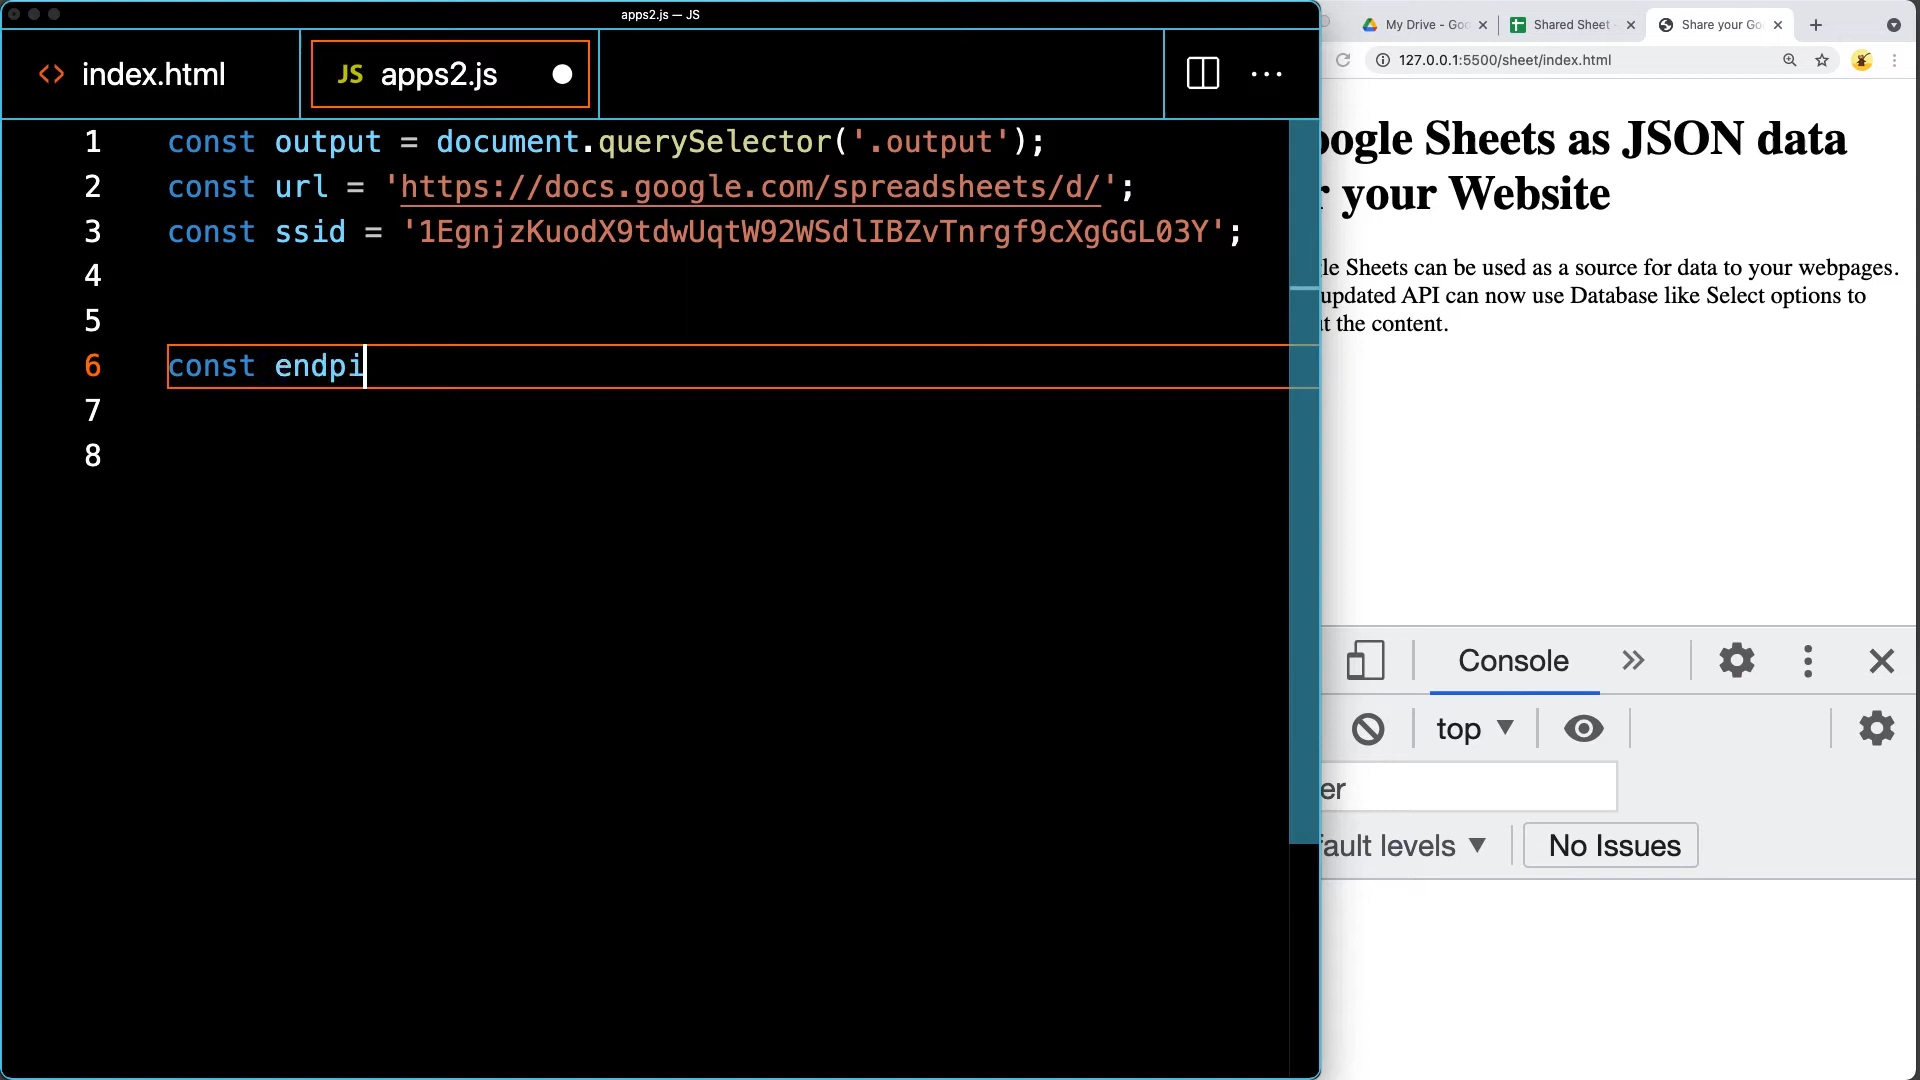 apps2.js — JS
index.html
JS apps2.js
1 const output = document.querySelector('.output');
2 const url = 'https://docs.google.com/spreadsheets/d/';
3 const ssid = '1EgnjzKuodX9tdwUqtW92WSdlIBZvTnrgf9cXgGGL03Y';
4
5
6 const endpi
7
8
My Drive - Goo
Shared Sheet -
Share your Go
127.0.0.1:5500/sheet/index.html
oogle Sheets as JSON data
r your Website
le Sheets can be used as a source for data to your webpages.
updated API can now use Database like Select options to
ut the content.
Console
top
er
fault levels
No Issues